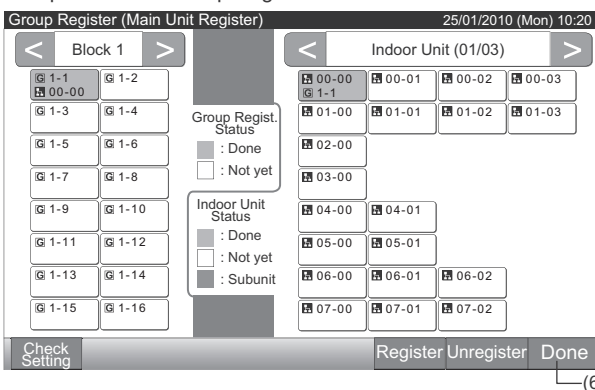 Group Register (Main Unit Register) 25/01/2010 (Mon) 10:20
< Block 1 > < Indoor Unit (01/03) >
G 1-1 G 1-2
00-00
G 1-3 G 1-4
G 1-5 G 1-6
G 1-7 G 1-8
G 1-9 G 1-10
G 1-11 G 1-12
G 1-13 G 1-14
G 1-15 G 1-16
Group Regist.
Status
: Done
: Not yet
Indoor Unit
Status
: Done
: Not yet
: Subunit
00-00 00-01 00-02 00-03
G 1-1
01-00 01-01 01-02 01-03
02-00
03-00
04-00 04-01
05-00 05-01
06-00 06-01 06-02
07-00 07-01 07-02
Check
Setting
Register Unregister Done
(6